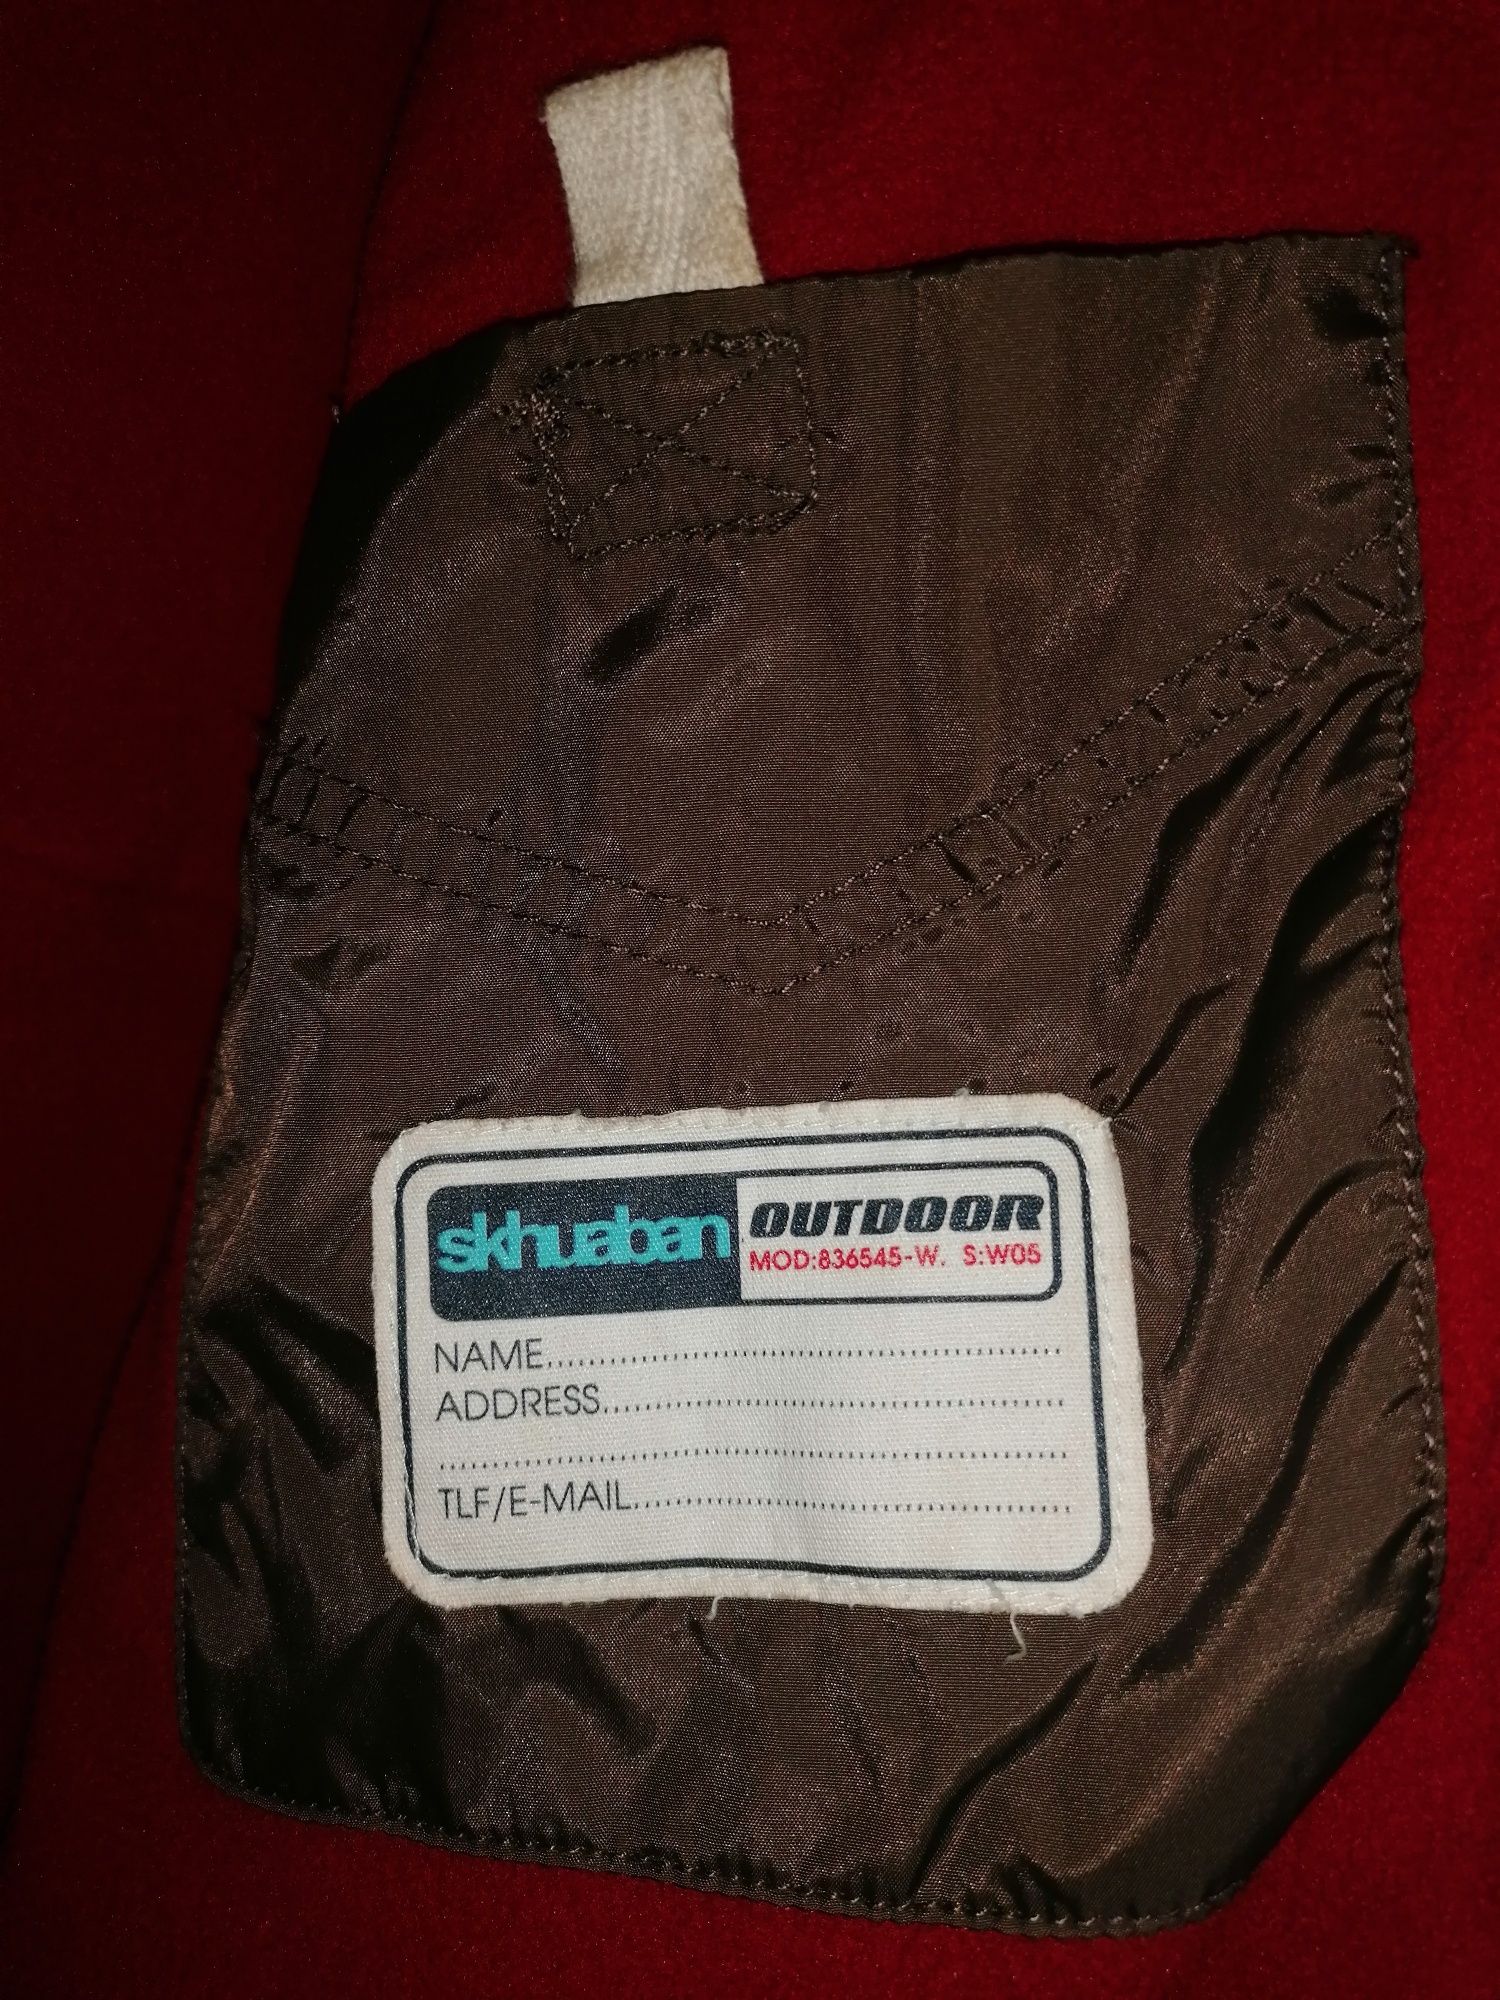 skhuaban OUTDOOR
MOD:836545-W. S:W05
NAME
ADDRESS
TLF/E-MAIL